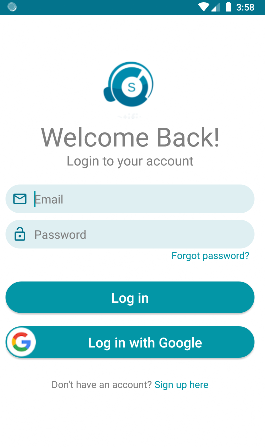 3:58
S
Welcome Back!
Login to your account
Email
Password
Forgot password?
Log in
Log in with Google
Don't have an account? Sign up here